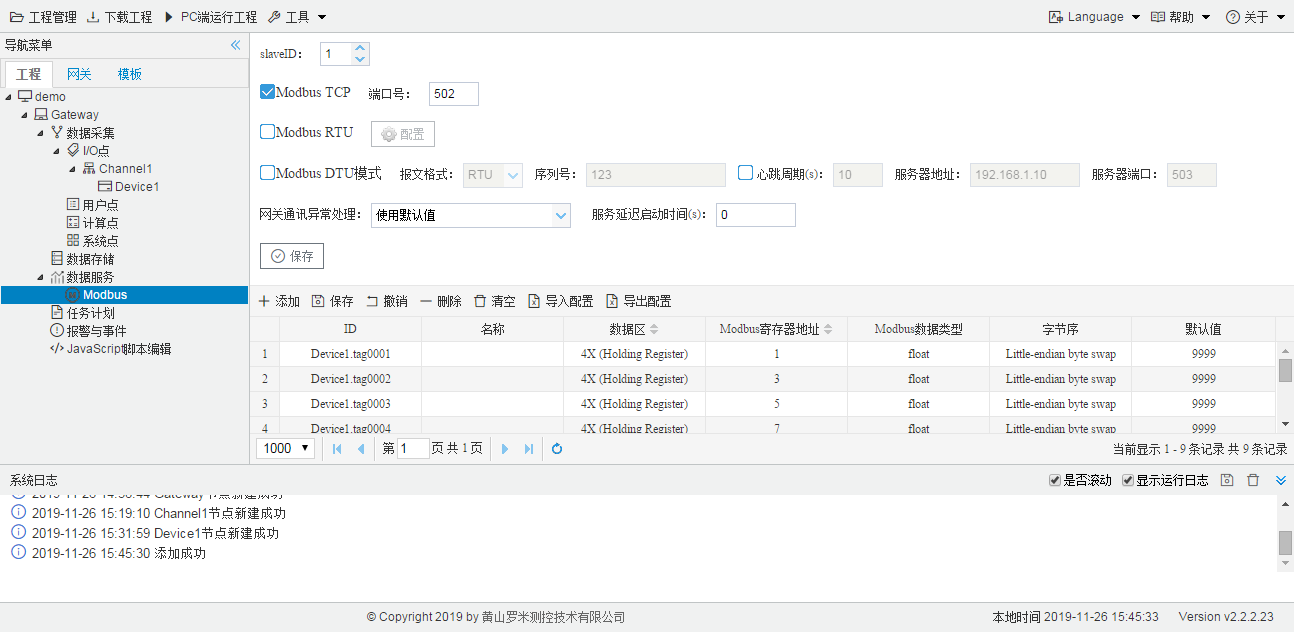 工程管理 下载工程 PC端运行工程 工具 Language 帮助 关于
导航菜单
工程 网关 模板
demo
Gateway
数据采集
I/O点
Channel1
Device1
用户点
计算点
系统点
数据存储
数据服务
Modbus
任务计划
报警与事件
JavaScript脚本编辑
slaveID: 1
Modbus TCP 端口号: 502
Modbus RTU 配置
Modbus DTU模式 报文格式: RTU 序列号: 123 心跳周期(s): 10 服务器地址: 192.168.1.10 服务器端口: 503
网关通讯异常处理: 使用默认值 服务延迟启动时间(s): 0
保存
添加 保存 撤销 删除 清空 导入配置 导出配置
ID 名称 数据区 Modbus寄存器地址 Modbus数据类型 字节序 默认值
1 Device1.tag0001 4X (Holding Register) 1 float Little-endian byte swap 9999
2 Device1.tag0002 4X (Holding Register) 3 float Little-endian byte swap 9999
3 Device1.tag0003 4X (Holding Register) 5 float Little-endian byte swap 9999
4 Device1.tag0004 4X (Holding Register) 7 float Little-endian byte swap 9999
1000 第 1 页 共 1 页 当前显示 1 - 9 条记录 共 9 条记录
系统日志 是否滚动 显示运行日志
2019-11-26 14:56:44 Gateway节点新建成功
2019-11-26 15:19:10 Channel1节点新建成功
2019-11-26 15:31:59 Device1节点新建成功
2019-11-26 15:45:30 添加成功
© Copyright 2019 by 黄山罗米测控技术有限公司 本地时间 2019-11-26 15:45:33 Version v2.2.2.23